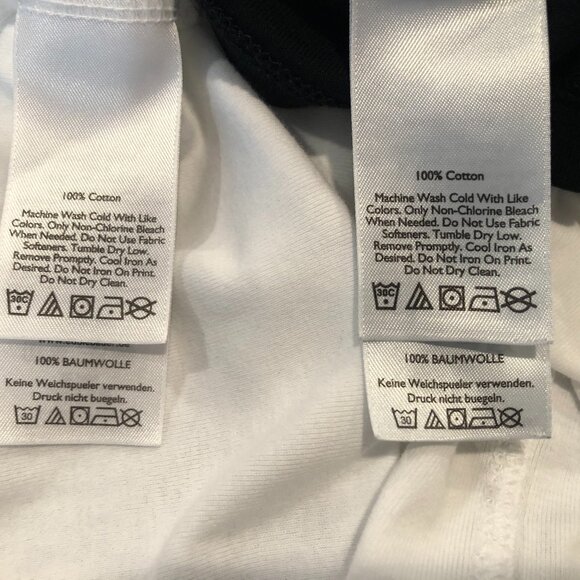 100% Cotton
Machine Wash Cold With Like
Colors. Only Non-Chlorine Bleach
When Needed. Do Not Use Fabric
Softeners. Tumble Dry Low.
Remove Promptly. Cool Iron As
Desired. Do Not Iron On Print.
Do Not Dry Clean.
30C
100% BAUMWOLLE
Keine Weichspueler verwenden.
Druck nicht buegeln.
30
100% Cotton
Machine Wash Cold With Like
Colors. Only Non-Chlorine Bleach
When Needed. Do Not Use Fabric
Softeners. Tumble Dry Low.
Remove Promptly. Cool Iron As
Desired. Do Not Iron On Print.
Do Not Dry Clean.
30C
100% BAUMWOLLE
Keine Weichspueler verwenden.
Druck nicht buegeln.
30